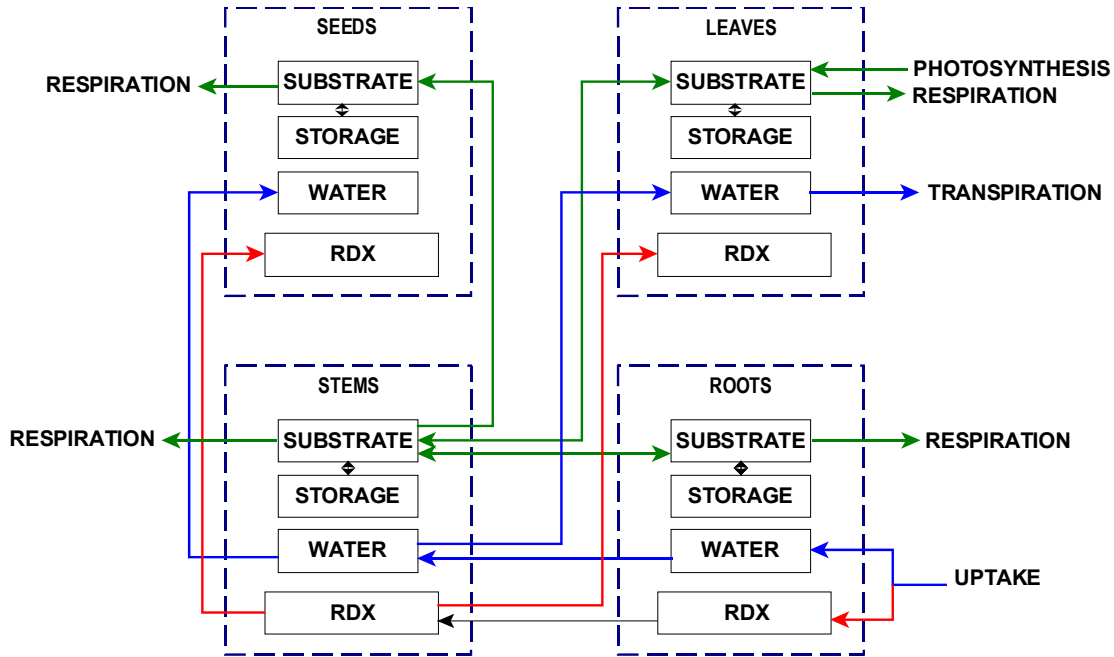 SEEDS
RESPIRATION
SUBSTRATE
STORAGE
WATER
RDX
LEAVES
SUBSTRATE
PHOTOSYNTHESIS
RESPIRATION
STORAGE
WATER
TRANSPIRATION
RDX
STEMS
RESPIRATION
SUBSTRATE
STORAGE
WATER
RDX
ROOTS
SUBSTRATE
RESPIRATION
STORAGE
WATER
UPTAKE
RDX